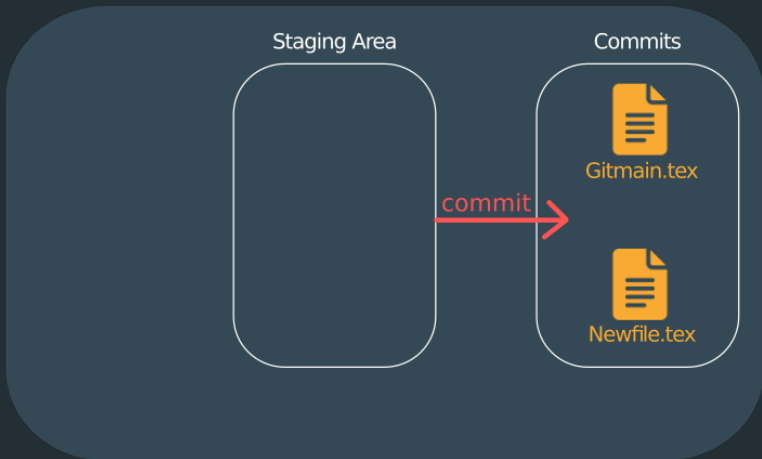 Staging Area
Commits
Gitmain.tex
commit
Newfile.tex